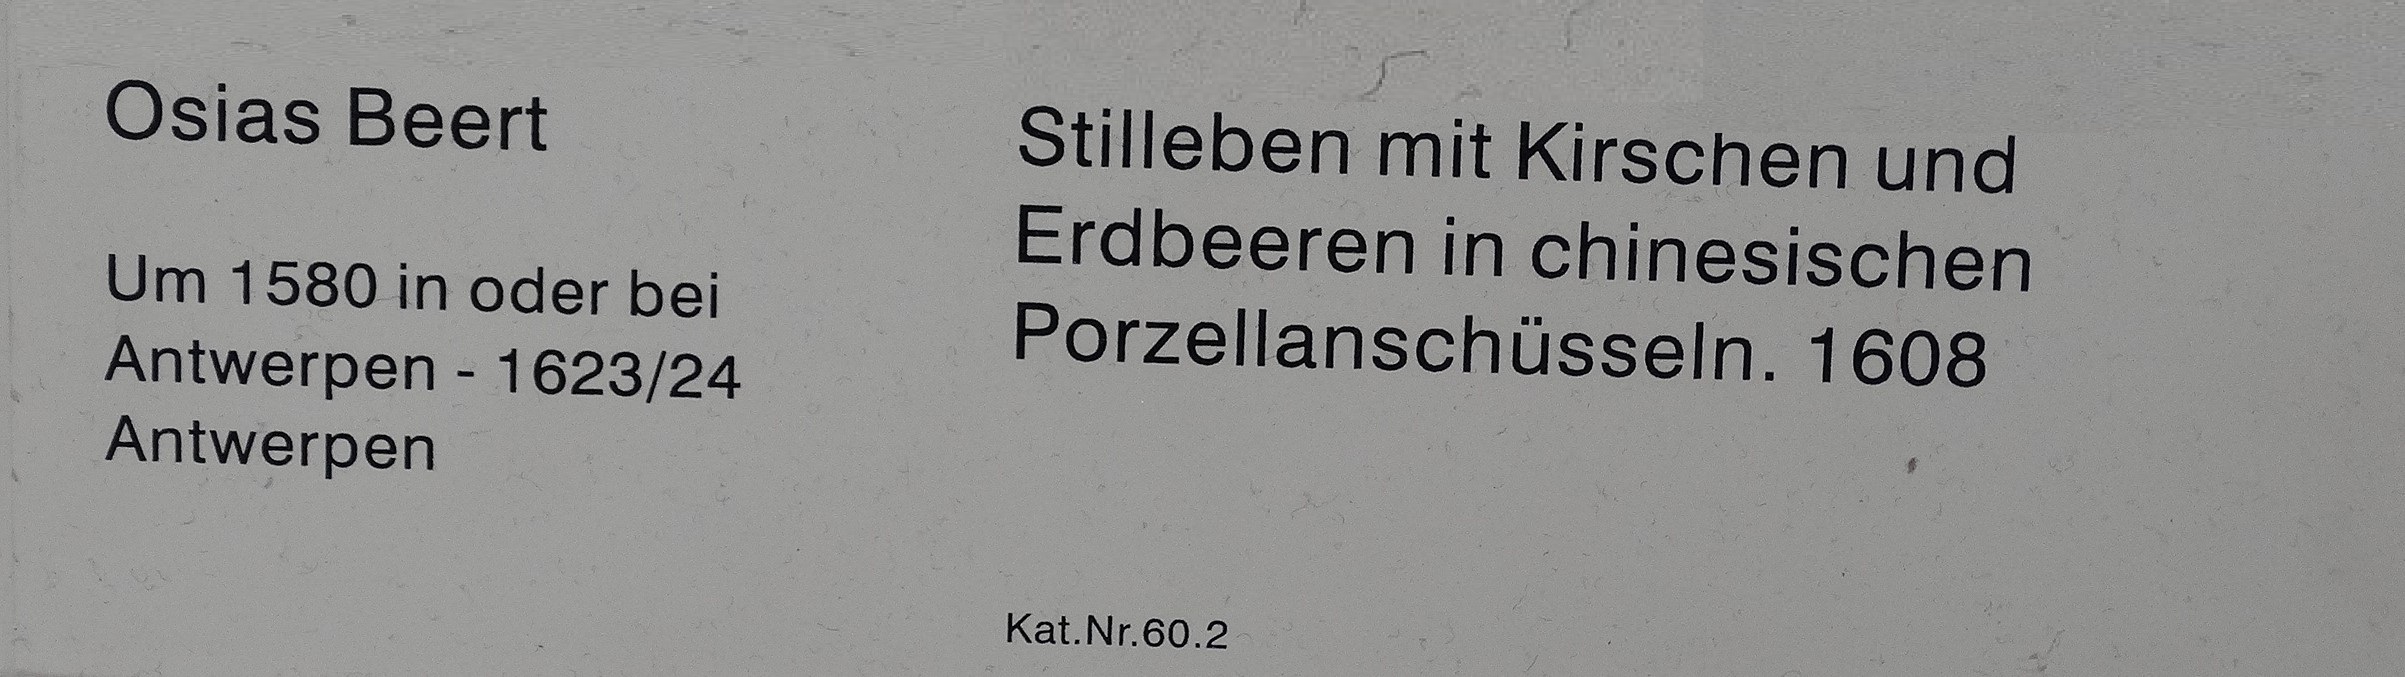 Osias Beert
Um 1580 in oder bei
Antwerpen - 1623/24
Antwerpen
Stilleben mit Kirschen und
Erdbeeren in chinesischen
Porzellanschüsseln. 1608
Kat.Nr.60.2